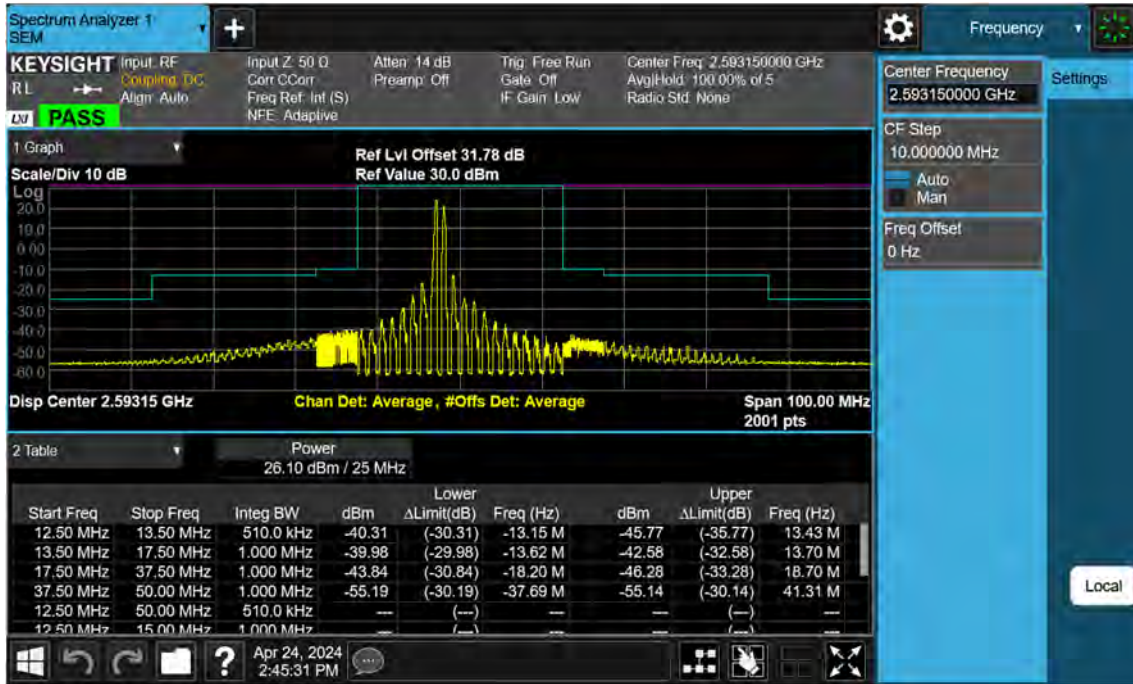 Spectrum Analyzer 1
SEM
+
Frequency
KEYSIGHT
RL
LXI
PASS
Input: RF
Coupling: DC
Align: Auto
Input Z: 50 Ω
Corr CCorr
Freq Ref: Int (S)
NFE: Adaptive
Atten: 14 dB
Preamp: Off
Trig: Free Run
Gate: Off
IF Gain: Low
Center Freq: 2.593150000 GHz
Avg|Hold: 100.00% of 5
Radio Std: None
Center Frequency
2.593150000 GHz
Settings
CF Step
10.000000 MHz
Auto
Man
Freq Offset
0 Hz
Local
1 Graph
Scale/Div 10 dB
Ref Lvl Offset 31.78 dB
Ref Value 30.0 dBm
Log
20.0
10.0
0.00
-10.0
-20.0
-30.0
-40.0
-50.0
-60.0
Disp Center 2.59315 GHz
Chan Det: Average, #Offs Det: Average
Span 100.00 MHz
2001 pts
2 Table
Power
26.10 dBm / 25 MHz
Lower Upper
Start Freq Stop Freq Integ BW dBm ΔLimit(dB) Freq (Hz) dBm ΔLimit(dB) Freq (Hz)
12.50 MHz 13.50 MHz 510.0 kHz -40.31 (-30.31) -13.15 M -45.77 (-35.77) 13.43 M
13.50 MHz 17.50 MHz 1.000 MHz -39.98 (-29.98) -13.62 M -42.58 (-32.58) 13.70 M
17.50 MHz 37.50 MHz 1.000 MHz -43.84 (-30.84) -18.20 M -46.28 (-33.28) 18.70 M
37.50 MHz 50.00 MHz 1.000 MHz -55.19 (-30.19) -37.69 M -55.14 (-30.14) 41.31 M
12.50 MHz 50.00 MHz 510.0 kHz --- (---) --- --- (---) ---
12.50 MHz 15.00 MHz 1.000 MHz --- (---) --- --- (---) ---
?
Apr 24, 2024
2:45:31 PM